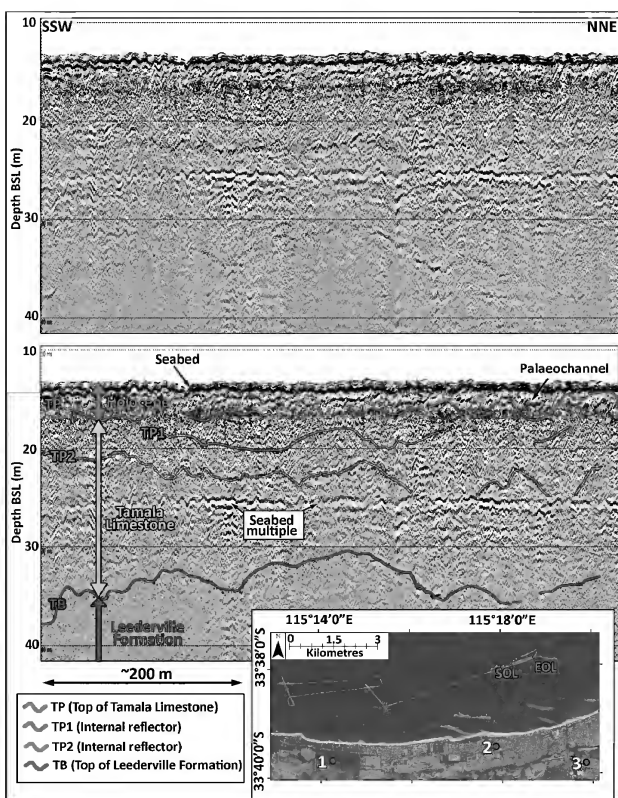 SSW
NNE
10
20
30
40
Depth BSL (m)
10
20
30
40
Depth BSL (m)
Seabed
Palaeochannel
TP
Holocene
TP1
TP2
Tamala
Limestone
Seabed
multiple
TB
Leederville
Formation
~200 m
TP (Top of Tamala Limestone)
TP1 (Internal reflector)
TP2 (Internal reflector)
TB (Top of Leederville Formation)
115°14'0"E
115°18'0"E
33°38'0"S
33°40'0"S
N
0 1.5 3
Kilometres
SOL
EOL
1
2
3